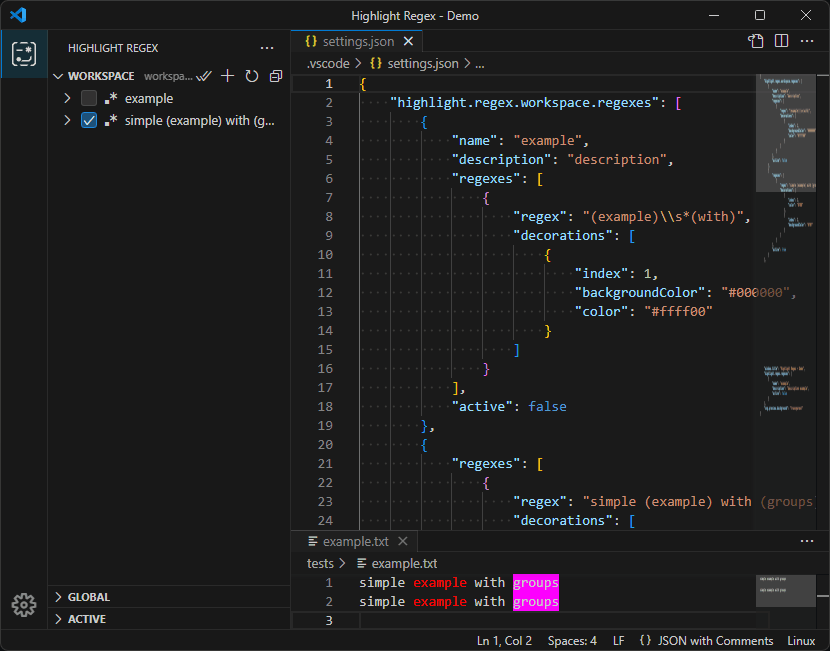 Highlight Regex - Demo
HIGHLIGHT REGEX
WORKSPACE workspa...
example
simple (example) with (g...
GLOBAL
ACTIVE
{} settings.json
.vscode > {} settings.json > ...
1 {
2 "highlight.regex.workspace.regexes": [
3 {
4 "name": "example",
5 "description": "description",
6 "regexes": [
7 {
8 "regex": "(example)\\s*(with)",
9 "decorations": [
10 {
11 "index": 1,
12 "backgroundColor": "#000000",
13 "color": "#ffff00"
14 }
15 ]
16 }
17 ],
18 "active": false
19 },
20 {
21 "regexes": [
22 {
23 "regex": "simple (example) with (groups
24 "decorations": [
example.txt
tests > example.txt
1 simple example with groups
2 simple example with groups
3
Ln 1, Col 2 Spaces: 4 LF {} JSON with Comments Linux